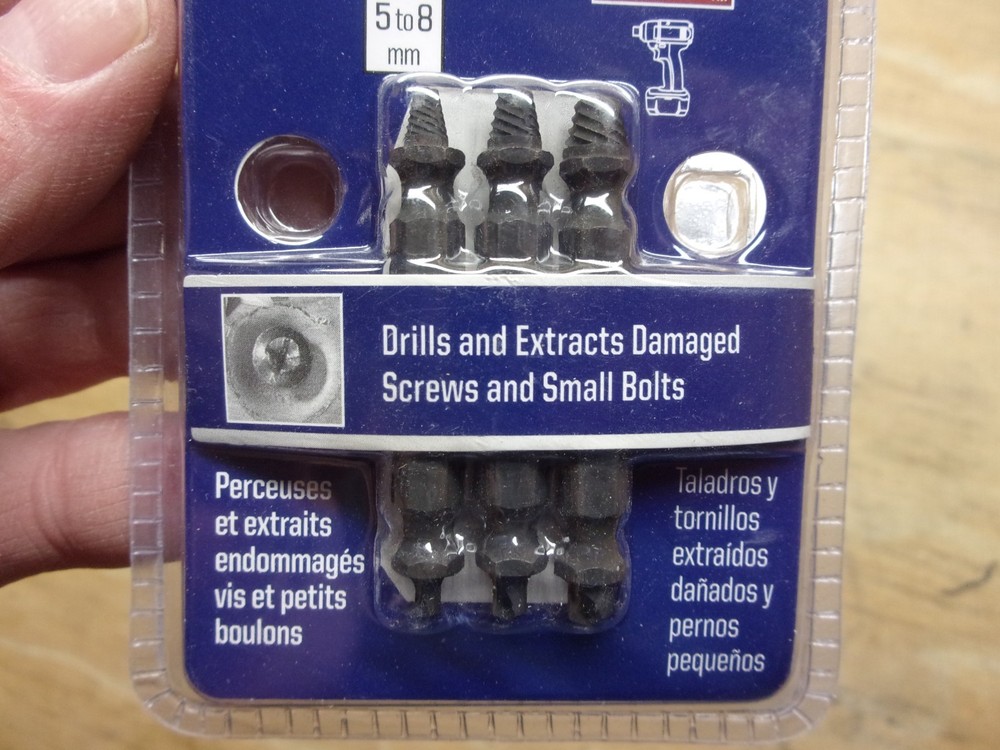 5 to 8
mm
Drills and Extracts Damaged
Screws and Small Bolts
Perceuses
et extraits
endommagés
vis et petits
boulons
Taladros y
tornillos
extraídos
dañados y
pernos
pequeños